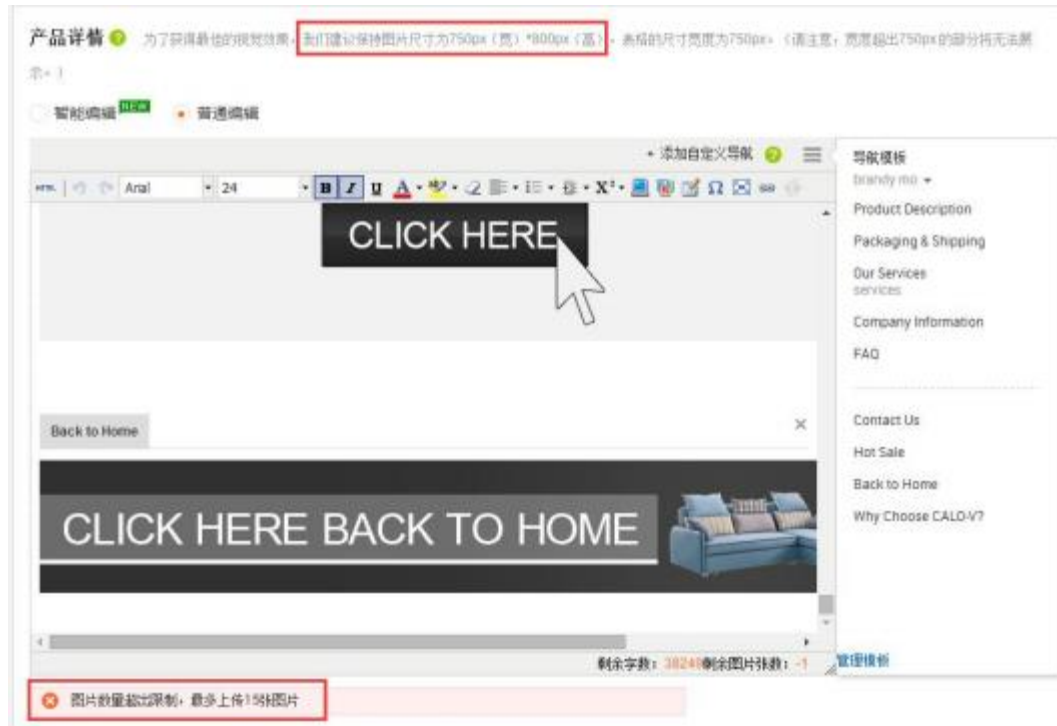 产品详情 为了获得最佳的视觉效果，我们建议保持图片尺寸为750px（宽）*800px（高），表格的尺寸宽度为750px。（请注意，宽度超出750px的部分将无法展
示。）
智能编辑 NEW 普通编辑
+ 添加自定义导航
HTML Arial 24 B I U A X²
CLICK HERE
Back to Home
CLICK HERE BACK TO HOME
剩余字数：38248剩余图片张数：-1
导航模板
brandy mo
Product Description
Packaging & Shipping
Our Services
services
Company Information
FAQ
Contact Us
Hot Sale
Back to Home
Why Choose CALO-V?
管理模板
图片数量超出限制，最多上传15张图片